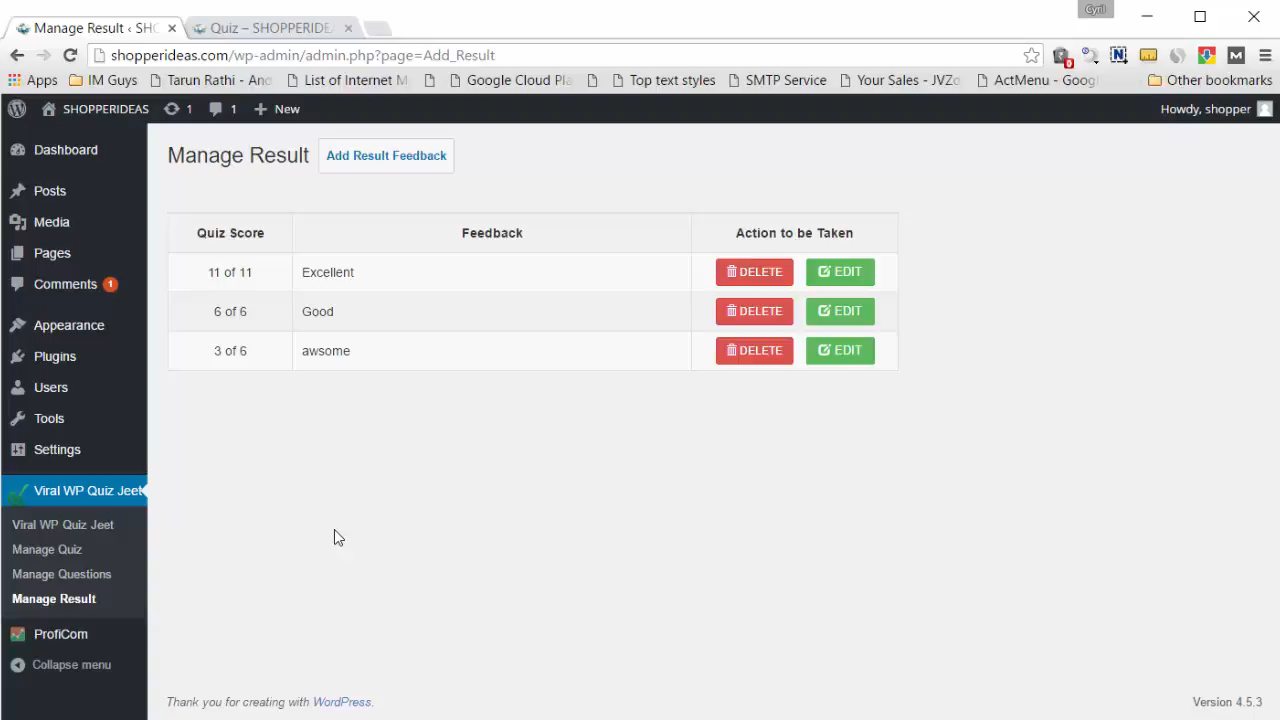 Cyril
Manage Result ‹ SHC
Quiz – SHOPPERIDEA
shopperideas.com/wp-admin/admin.php?page=Add_Result
0
N
M
Apps IM Guys Tarun Rathi - And List of Internet M Google Cloud Pla Top text styles SMTP Service Your Sales - JVZo ActMenu - Googl Other bookmarks
SHOPPERIDEAS 1 1 + New Howdy, shopper
Dashboard
Posts
Media
Pages
Comments 1
Appearance
Plugins
Users
Tools
Settings
Viral WP Quiz Jeet
Viral WP Quiz Jeet
Manage Quiz
Manage Questions
Manage Result
ProfiCom
Collapse menu
Manage Result Add Result Feedback
Quiz Score Feedback Action to be Taken
11 of 11 Excellent DELETE EDIT
6 of 6 Good DELETE EDIT
3 of 6 awsome DELETE EDIT
Thank you for creating with WordPress. Version 4.5.3